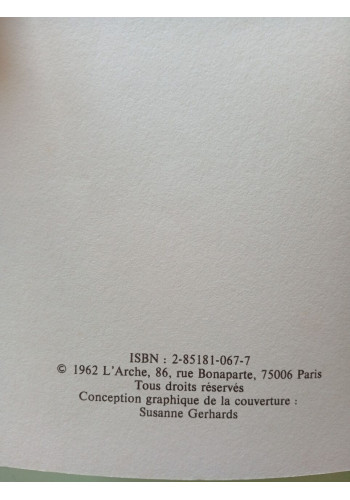 ISBN : 2-85181-067-7
© 1962 L'Arche, 86, rue Bonaparte, 75006 Paris
Tous droits réservés
Conception graphique de la couverture :
Susanne Gerhards